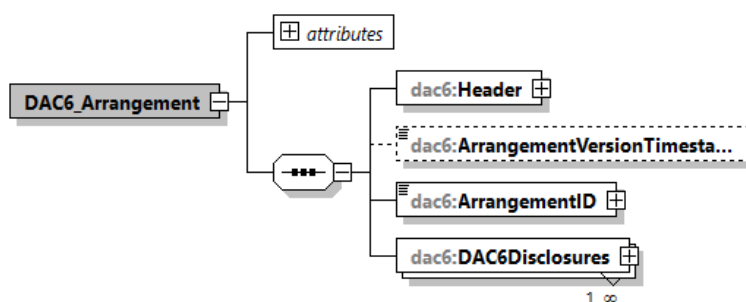 attributes
DAC6_Arrangement
dac6:Header
dac6:ArrangementVersionTimesta...
dac6:ArrangementID
dac6:DAC6Disclosures
1..∞